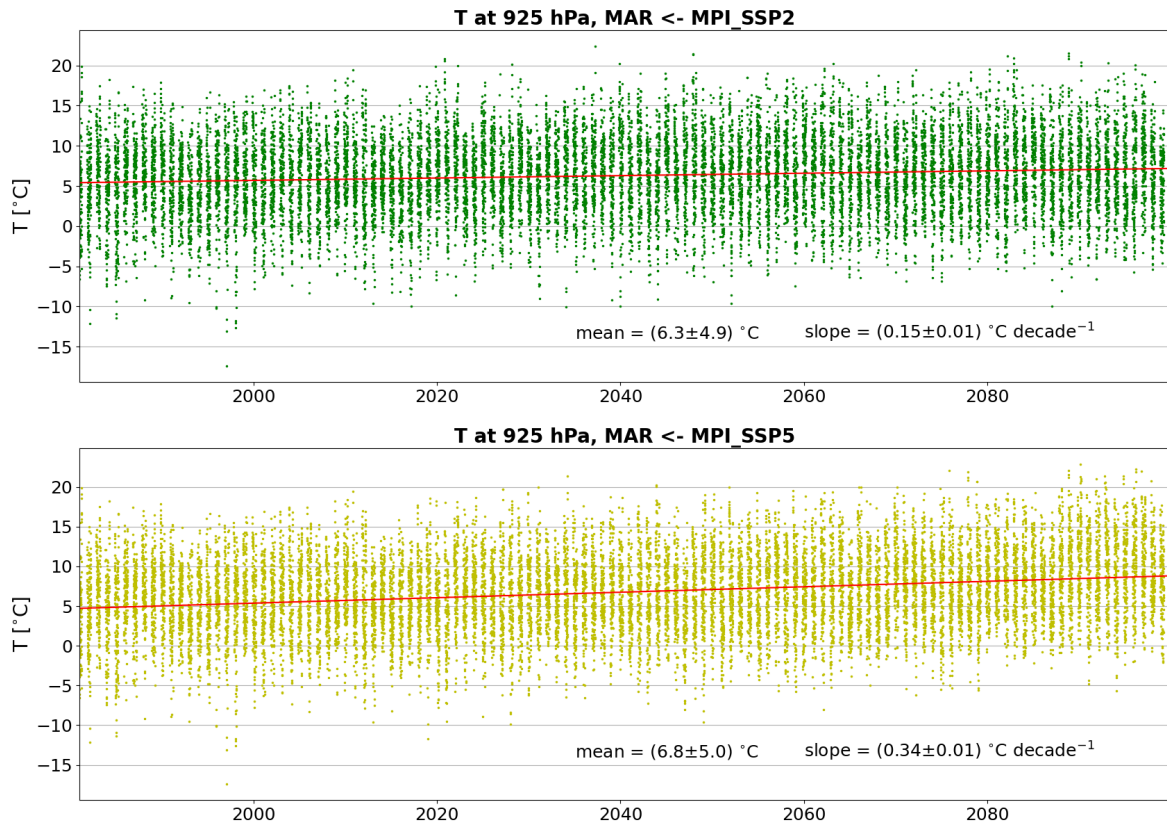 T at 925 hPa, MAR <- MPI_SSP2
20
15
10
5
0
−5
−10
−15
T [°C]
mean = (6.3±4.9) °C slope = (0.15±0.01) °C decade⁻¹
2000 2020 2040 2060 2080
T at 925 hPa, MAR <- MPI_SSP5
20
15
10
5
0
−5
−10
−15
T [°C]
mean = (6.8±5.0) °C slope = (0.34±0.01) °C decade⁻¹
2000 2020 2040 2060 2080